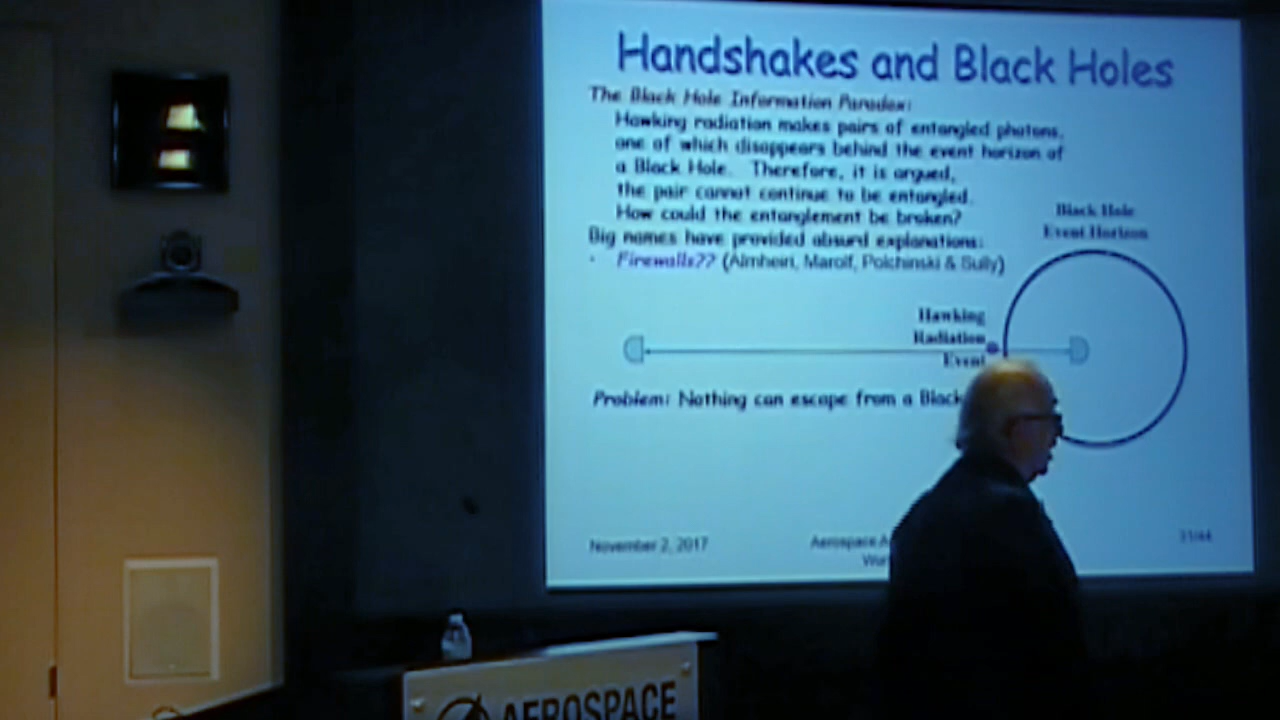 Handshakes and Black Holes
The Black Hole Information Paradox:
Hawking radiation makes pairs of entangled photons,
one of which disappears behind the event horizon of
a Black Hole. Therefore, it is argued,
the pair cannot continue to be entangled.
How could the entanglement be broken?
Big names have provided absurd explanations:
· Firewalls?? (Almheiri, Marolf, Polchinski & Sully)
Black Hole
Event Horizon
Hawking
Radiation
Event
Problem: Nothing can escape from a Black
November 2, 2017
Aerospace A
31/44
AEROSPACE